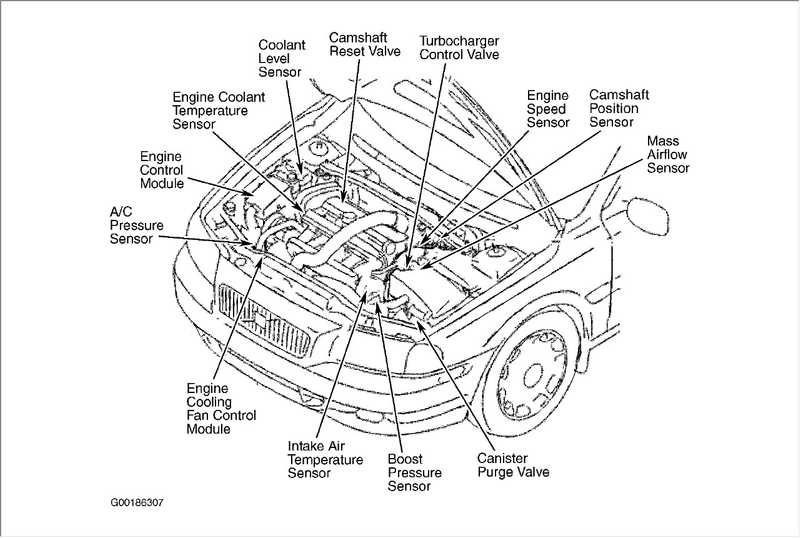 Coolant
Level
Sensor
Camshaft
Reset Valve
Turbocharger
Control Valve
Engine Coolant
Temperature
Sensor
Engine
Speed
Sensor
Camshaft
Position
Sensor
Mass
Airflow
Sensor
Engine
Control
Module
A/C
Pressure
Sensor
Engine
Cooling
Fan Control
Module
Intake Air
Temperature
Sensor
Boost
Pressure
Sensor
Canister
Purge Valve
G00186307